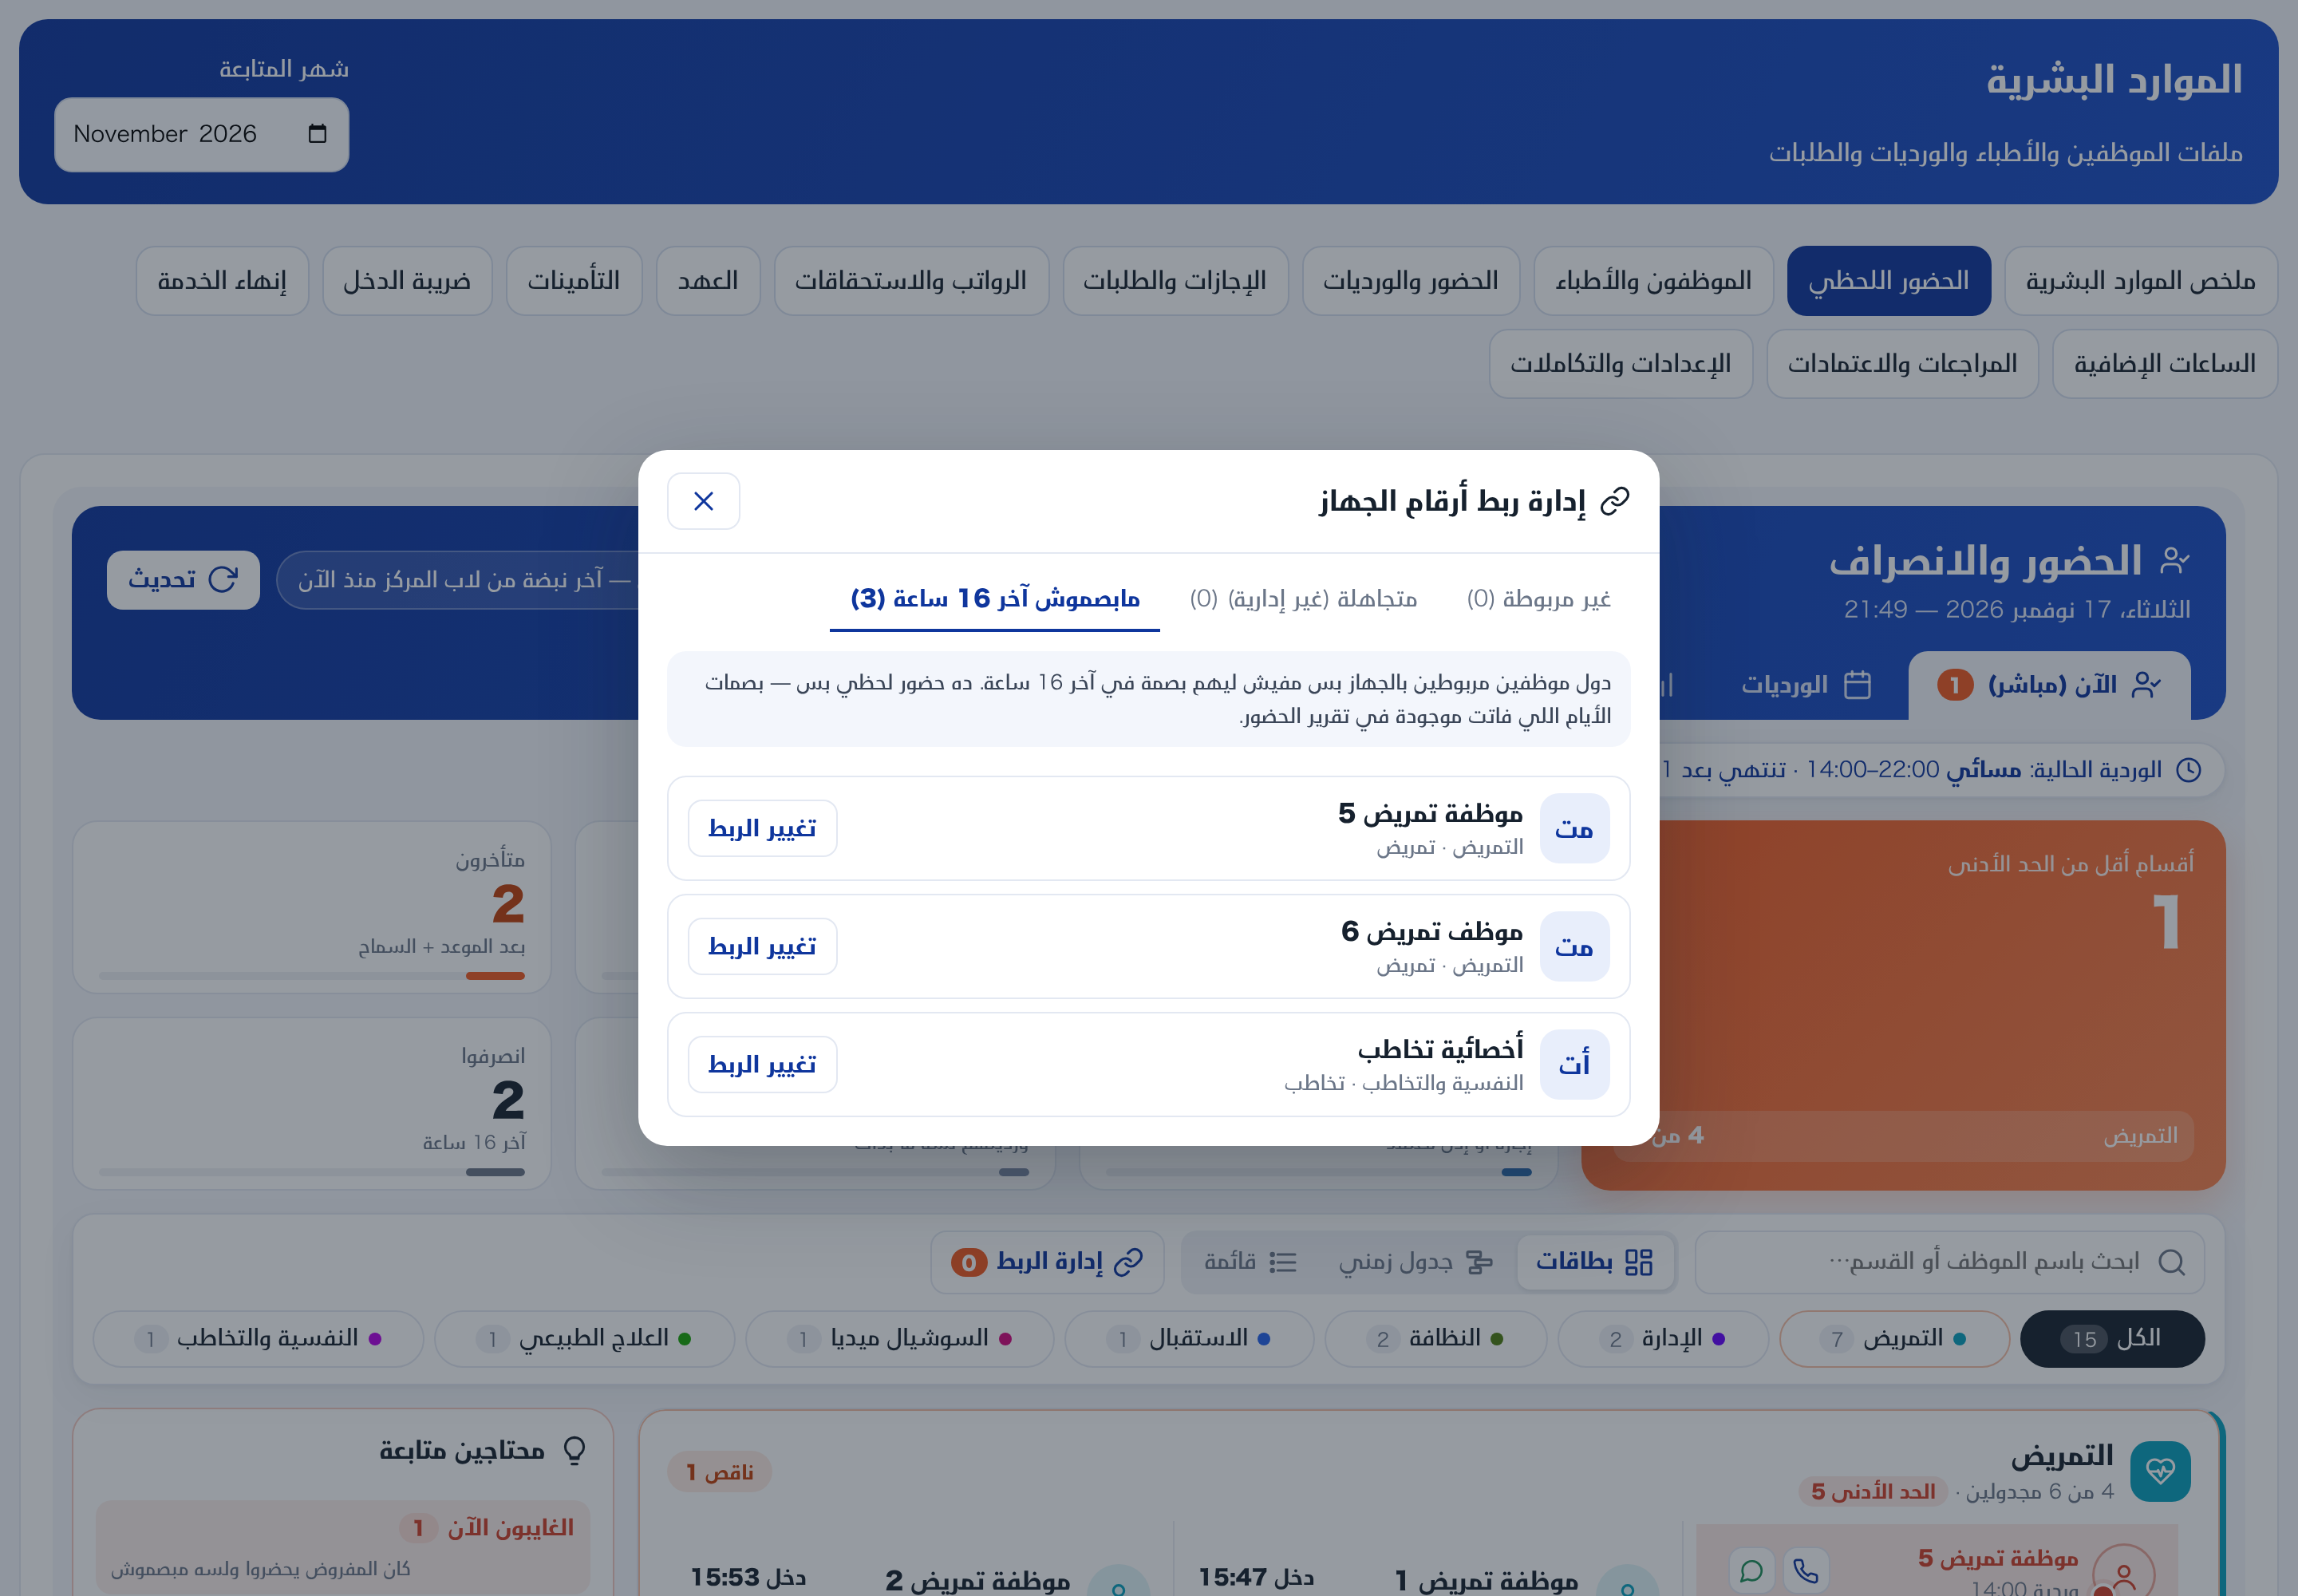 الموارد البشرية
ملفات الموظفين والأطباء والورديات والطلبات
شهر المتابعة
November 2026
ملخص الموارد البشرية
الحضور اللحظي
الموظفون والأطباء
الحضور والورديات
الإجازات والطلبات
الرواتب والاستحقاقات
العهد
التأمينات
ضريبة الدخل
إنهاء الخدمة
الساعات الإضافية
المراجعات والاعتمادات
الإعدادات والتكاملات
الحضور والانصراف
الثلاثاء، 17 نوفمبر 2026 — 21:49
— آخر نبضة من لاب المركز منذ الآن
تحديث
الآن (مباشر) 1
الورديات
الوردية الحالية: مسائي 14:00–22:00 · تنتهي بعد 1
إدارة ربط أرقام الجهاز
غير مربوطة (0)
متجاهلة (غير إدارية) (0)
مابصموش آخر 16 ساعة (3)
دول موظفين مربوطين بالجهاز بس مفيش ليهم بصمة في آخر 16 ساعة. ده حضور لحظي بس — بصمات
الأيام اللي فاتت موجودة في تقرير الحضور.
مت
موظفة تمريض 5
التمريض · تمريض
تغيير الربط
مت
موظف تمريض 6
التمريض · تمريض
تغيير الربط
أت
أخصائية تخاطب
النفسية والتخاطب · تخاطب
تغيير الربط
أقسام أقل من الحد الأدنى
1
التمريض
4 من
متأخرون
2
بعد الموعد + السماح
انصرفوا
2
آخر 16 ساعة
ابحث باسم الموظف أو القسم...
بطاقات
جدول زمني
قائمة
إدارة الربط 0
الكل 15
التمريض 7
الإدارة 2
النظافة 2
الاستقبال 1
السوشيال ميديا 1
العلاج الطبيعي 1
النفسية والتخاطب 1
التمريض
4 من 6 مجدولين · الحد الأدنى 5
ناقص 1
موظفة تمريض 5
وردية 14:00
موظفة تمريض 1
دخل 15:47
موظفة تمريض 2
دخل 15:53
محتاجين متابعة
الغايبون الآن 1
كان المفروض يحضروا ولسه مبصموش